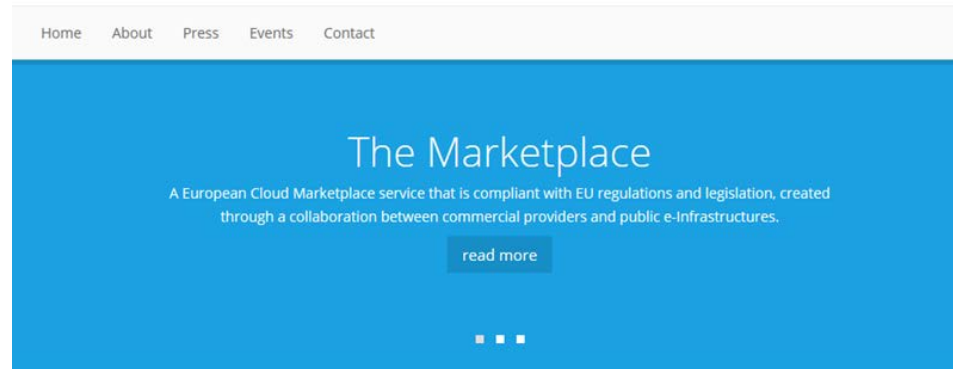 Home About Press Events Contact
The Marketplace
A European Cloud Marketplace service that is compliant with EU regulations and legislation, created
through a collaboration between commercial providers and public e-Infrastructures.
read more